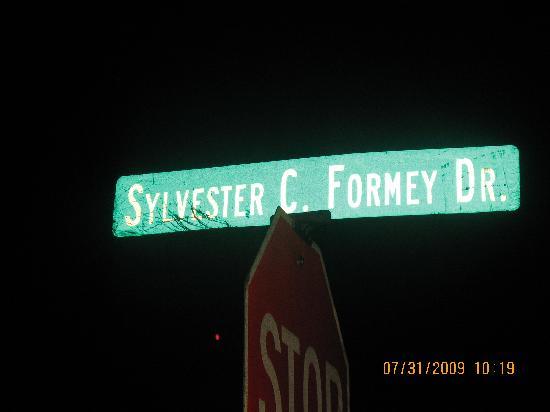 SYLVESTER C. FORMEY DR.
STOP
07/31/2009 10:19